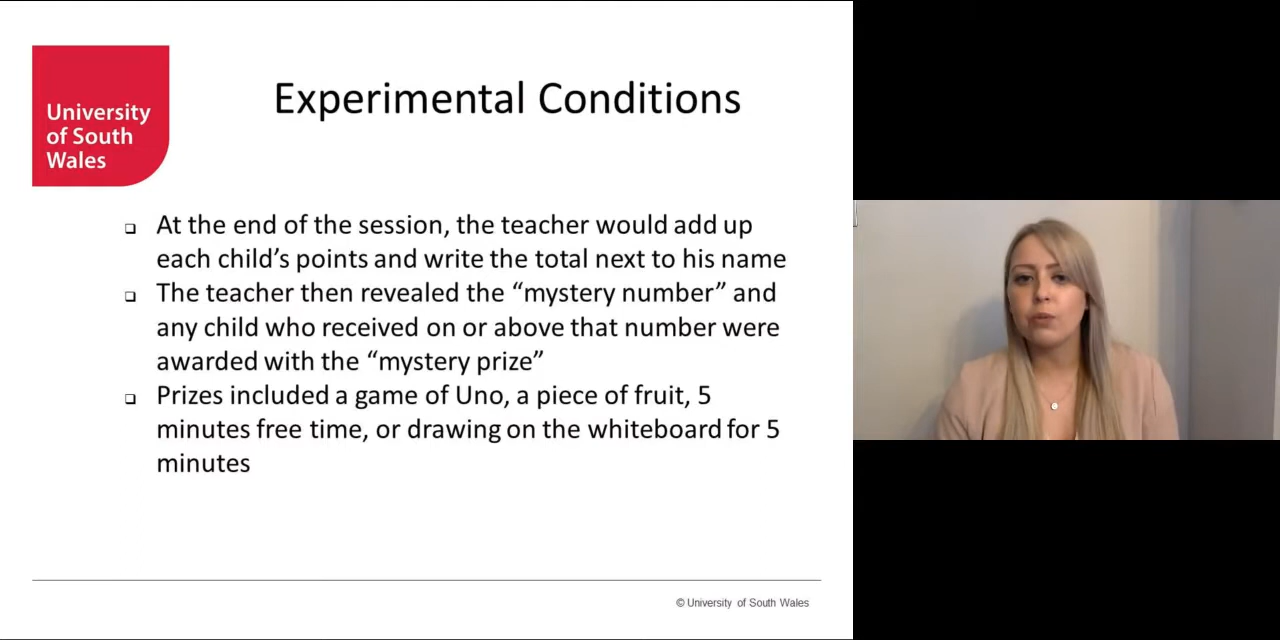 University
of South
Wales
Experimental Conditions
At the end of the session, the teacher would add up
each child's points and write the total next to his name
The teacher then revealed the “mystery number” and
any child who received on or above that number were
awarded with the “mystery prize”
Prizes included a game of Uno, a piece of fruit, 5
minutes free time, or drawing on the whiteboard for 5
minutes
© University of South Wales